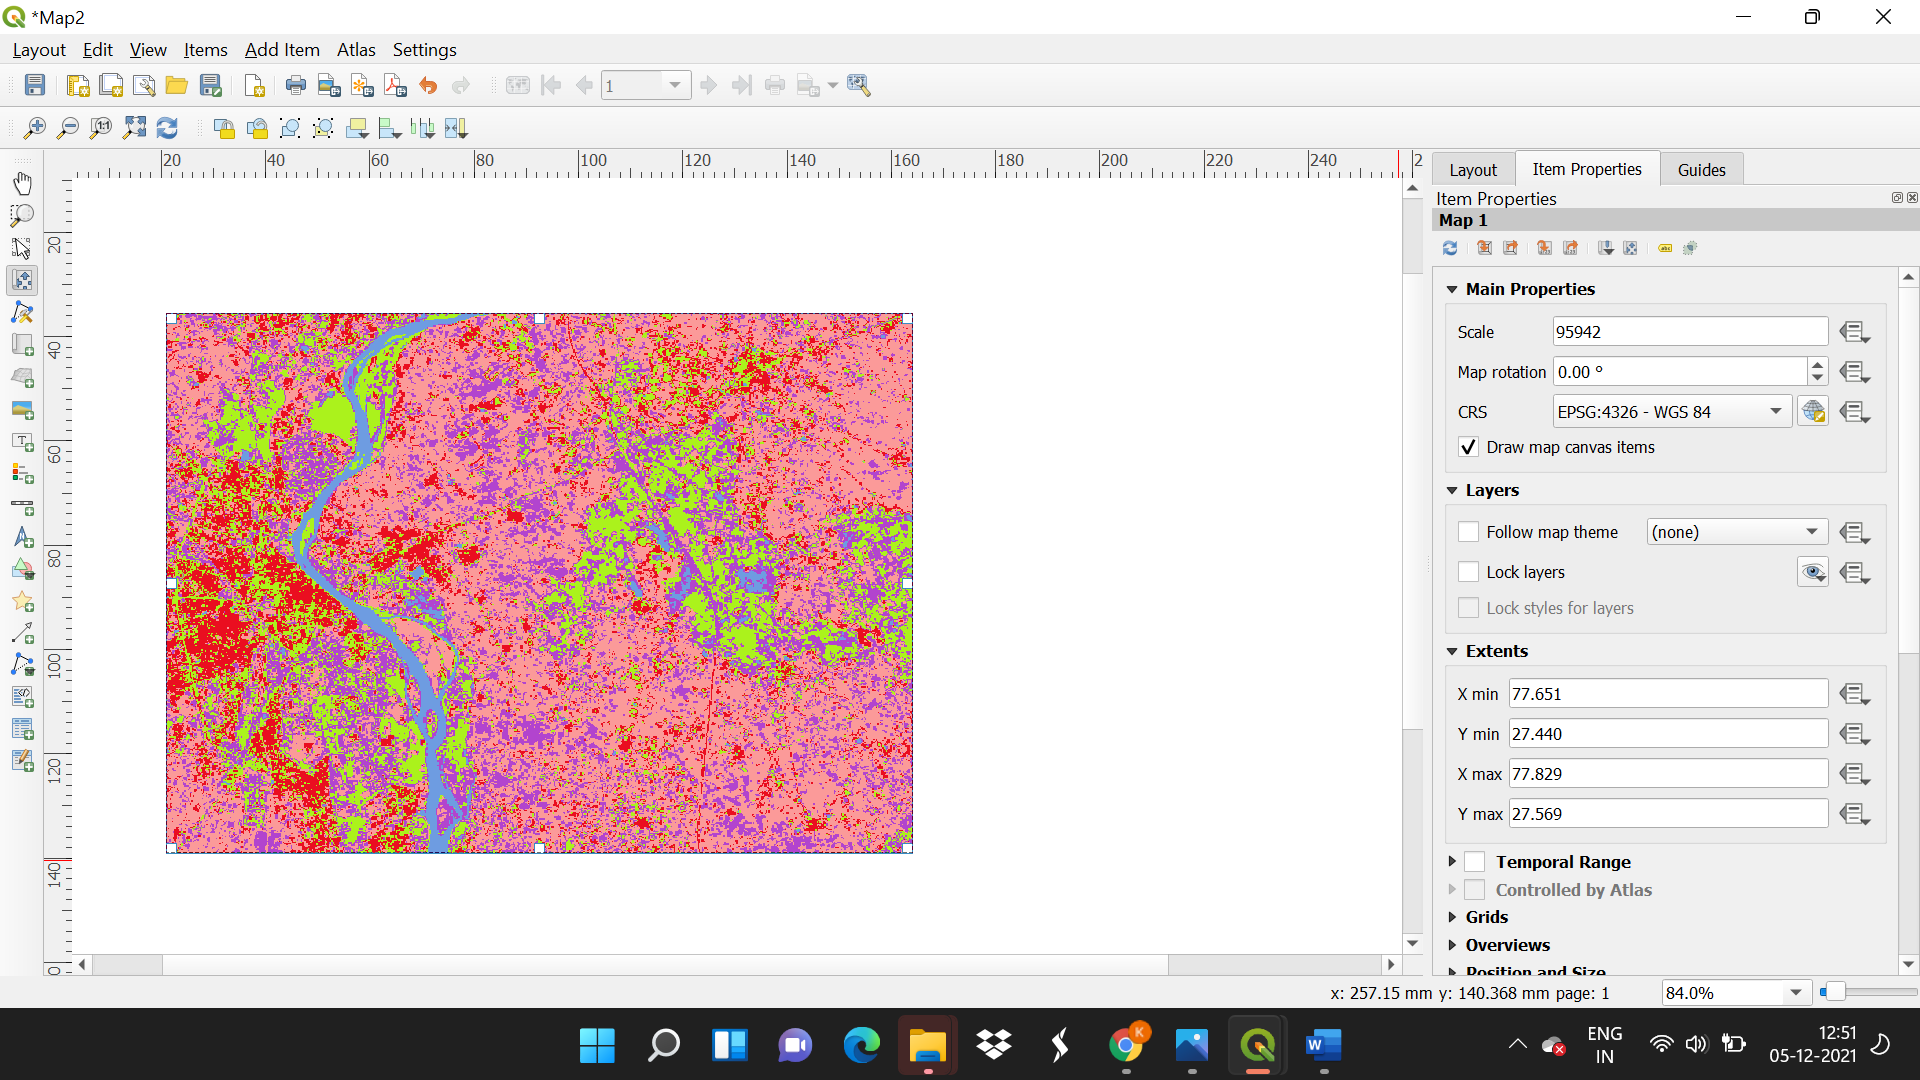 *Map2
Layout Edit View Items Add Item Atlas Settings
1
20 40 60 80 100 120 140 160 180 200 220 240 2
20
40
60
80
100
120
140
0
Layout Item Properties Guides
Item Properties
Map 1
Main Properties
Scale 95942
Map rotation 0.00 °
CRS EPSG:4326 - WGS 84
Draw map canvas items
Layers
Follow map theme (none)
Lock layers
Lock styles for layers
Extents
X min 77.651
Y min 27.440
X max 77.829
Y max 27.569
Temporal Range
Controlled by Atlas
Grids
Overviews
Position and Size
x: 257.15 mm y: 140.368 mm page: 1 84.0%
ENG
IN
12:51
05-12-2021